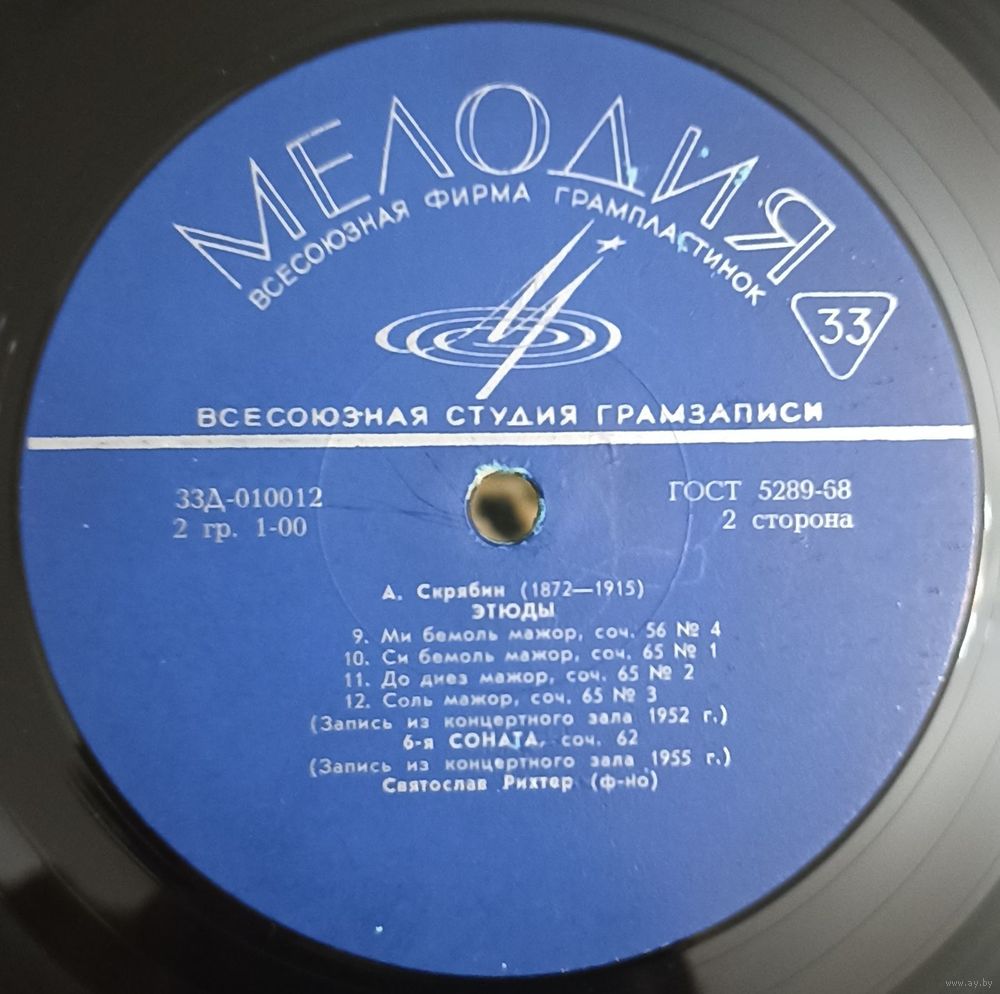 МЕЛОДИЯ
ВСЕСОЮЗНАЯ ФИРМА ГРАМПЛАСТИНОК
33
ВСЕСОЮЗНАЯ СТУДИЯ ГРАМЗАПИСИ
33Д-010012
ГОСТ 5289-68
2 гр. 1-00
2 сторона
А. Скрябин (1872—1915)
ЭТЮДЫ
9. Ми бемоль мажор, соч. 56 № 4
10. Си бемоль мажор, соч. 65 № 1
11. До диез мажор, соч. 65 № 2
12. Соль мажор, соч. 65 № 3
(Запись из концертного зала 1952 г.)
6-я СОНАТА, соч. 62
(Запись из концертного зала 1955 г.)
Святослав Рихтер (ф-но)
www.ay.by